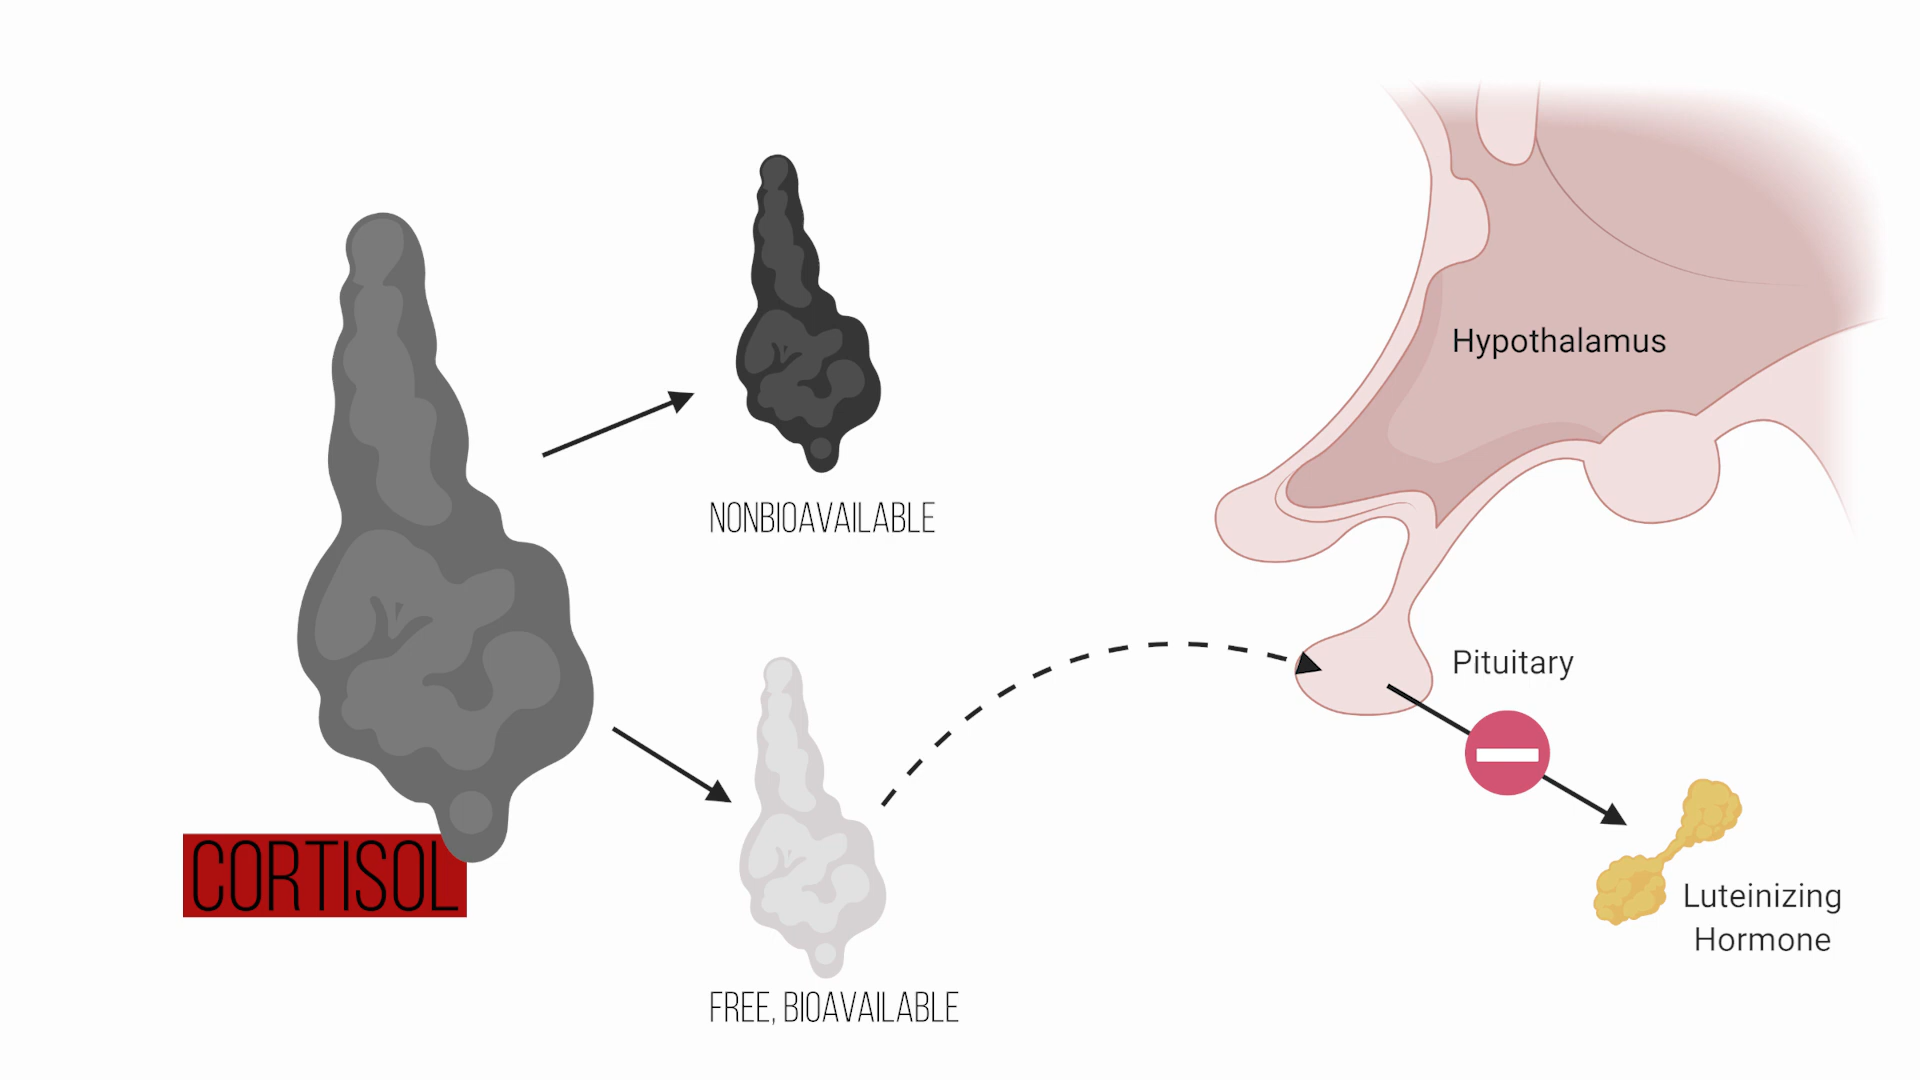 CORTISOL
NONBIOAVAILABLE
FREE, BIOAVAILABLE
Hypothalamus
Pituitary
Luteinizing
Hormone